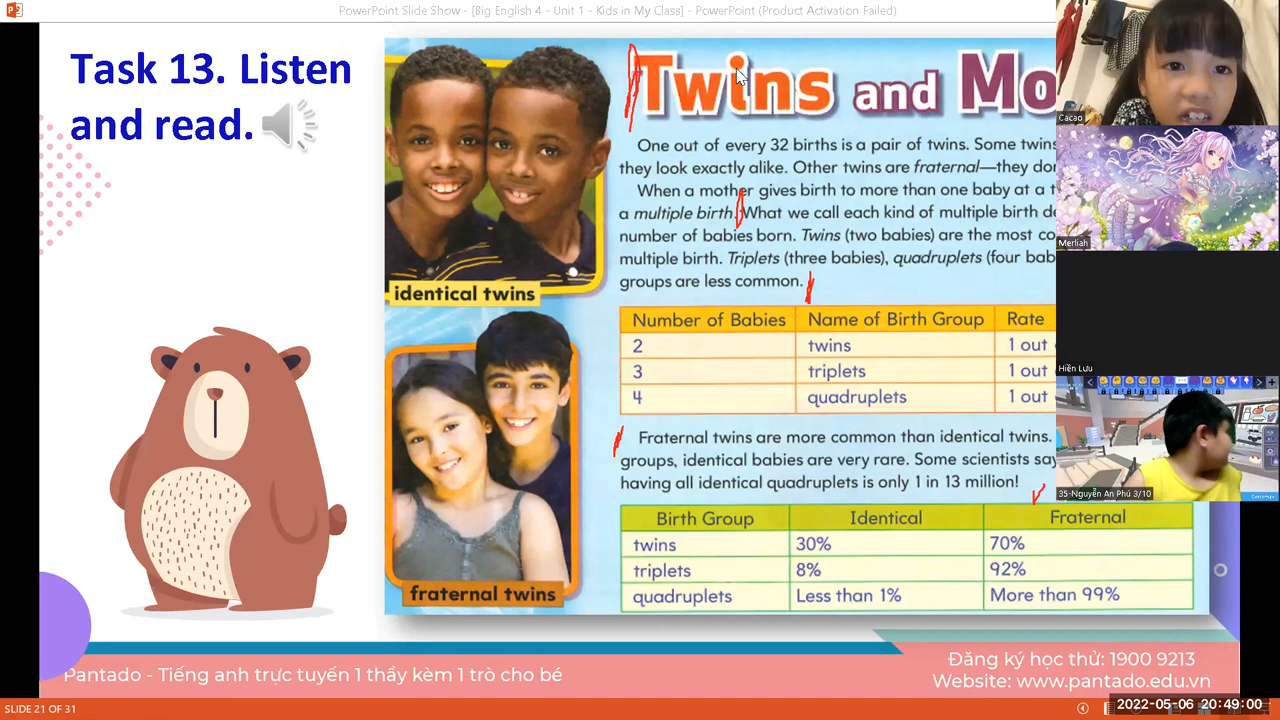 PowerPoint Slide Show - [Big English 4 - Unit 1 - Kids in My Class] - PowerPoint (Product Activation Failed)
Task 13. Listen
and read.
Twins and Mo
One out of every 32 births is a pair of twins. Some twins
they look exactly alike. Other twins are fraternal—they do
When a mother gives birth to more than one baby at a
a multiple birth. What we call each kind of multiple birth de
number of babies born. Twins (two babies) are the most co
multiple birth. Triplets (three babies), quadruplets (four bab
groups are less common.
identical twins
Number of Babies Name of Birth Group Rate
2 twins 1 out
3 triplets 1 out
4 quadruplets 1 out
Fraternal twins are more common than identical twins.
groups, identical babies are very rare. Some scientists say
having all identical quadruplets is only 1 in 13 million!
Birth Group Identical Fraternal
twins 30% 70%
triplets 8% 92%
quadruplets Less than 1% More than 99%
fraternal twins
Cacao
Merliah
Hiền Lưu
35-Nguyễn An Phú 3/10
Pantado - Tiếng anh trực tuyến 1 thầy kèm 1 trò cho bé
Đăng ký học thử: 1900 9213
Website: www.pantado.edu.vn
SLIDE 21 OF 31
2022-05-06 20:49:00